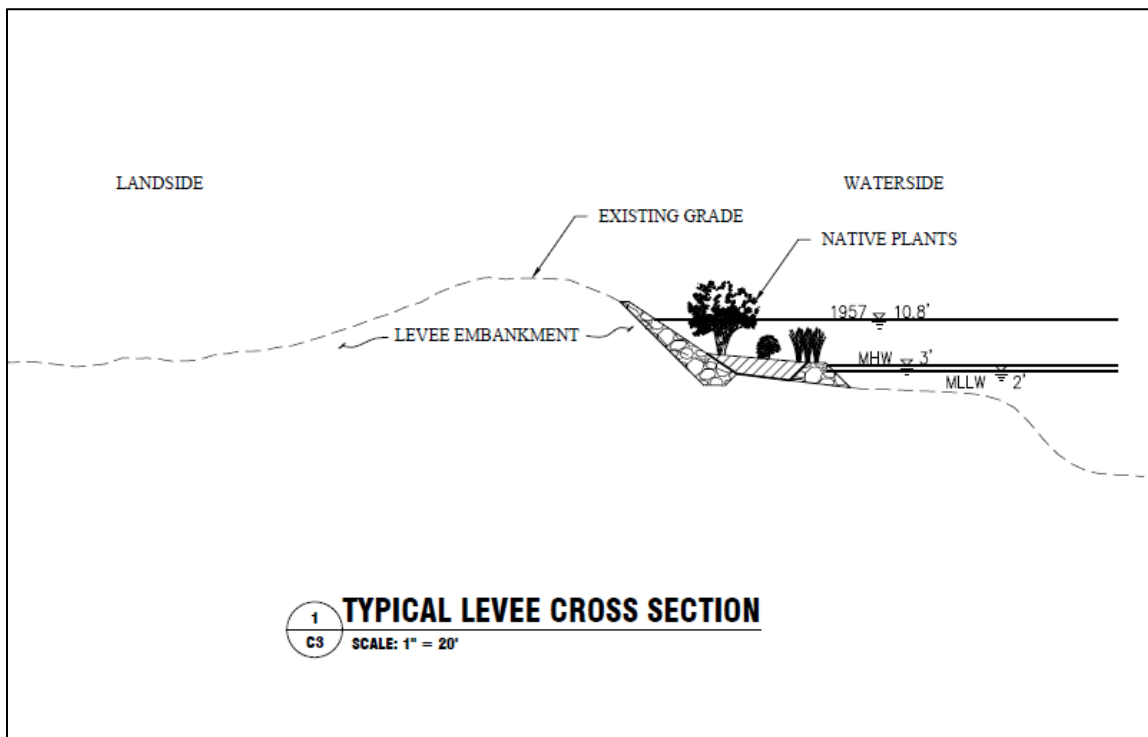 LANDSIDE
WATERSIDE
EXISTING GRADE
NATIVE PLANTS
1957 10.8'
LEVEE EMBANKMENT
MHW 3'
MLLW 2'
1
C3
TYPICAL LEVEE CROSS SECTION
SCALE: 1" = 20'